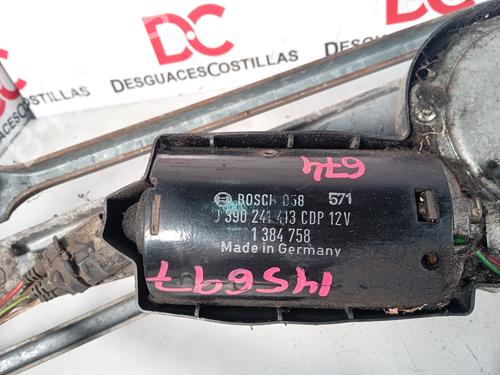 DC
DC
DESGUACESCOSTILLAS
DESGUACESCOSTILLAS
674
BOSCH 058 571
0 390 241 413 CDP 12V
1 384 758
Made in Germany
145697